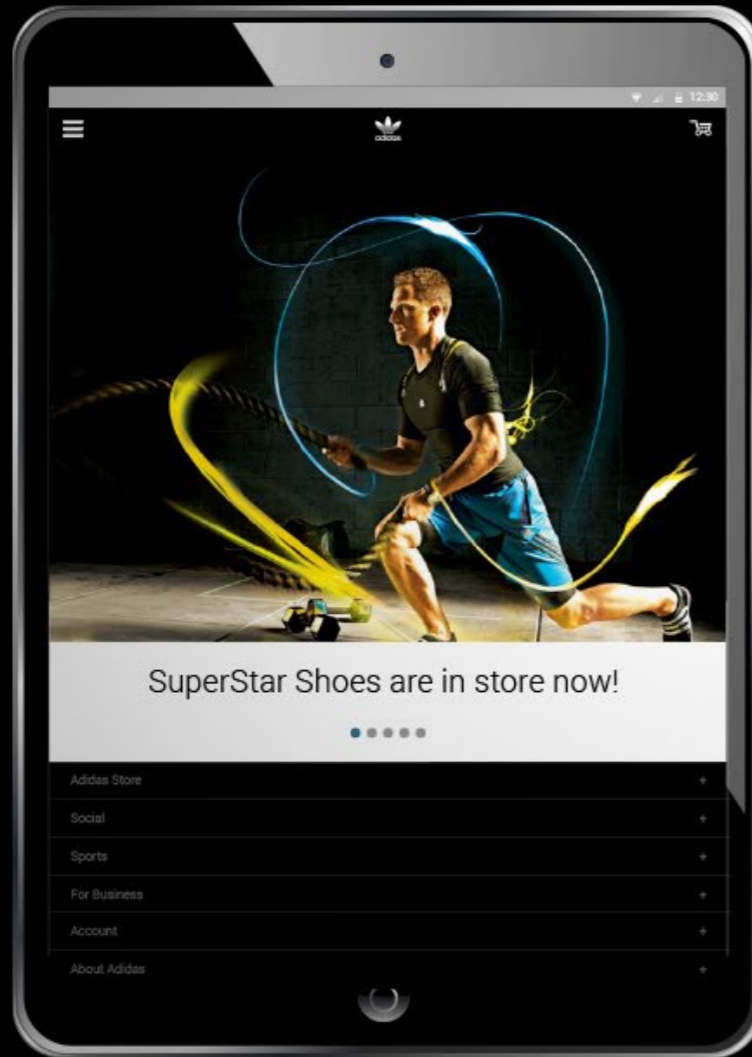 12:30
adidas
SuperStar Shoes are in store now!
Adidas Store +
Social +
Sports +
For Business +
Account +
About Adidas +